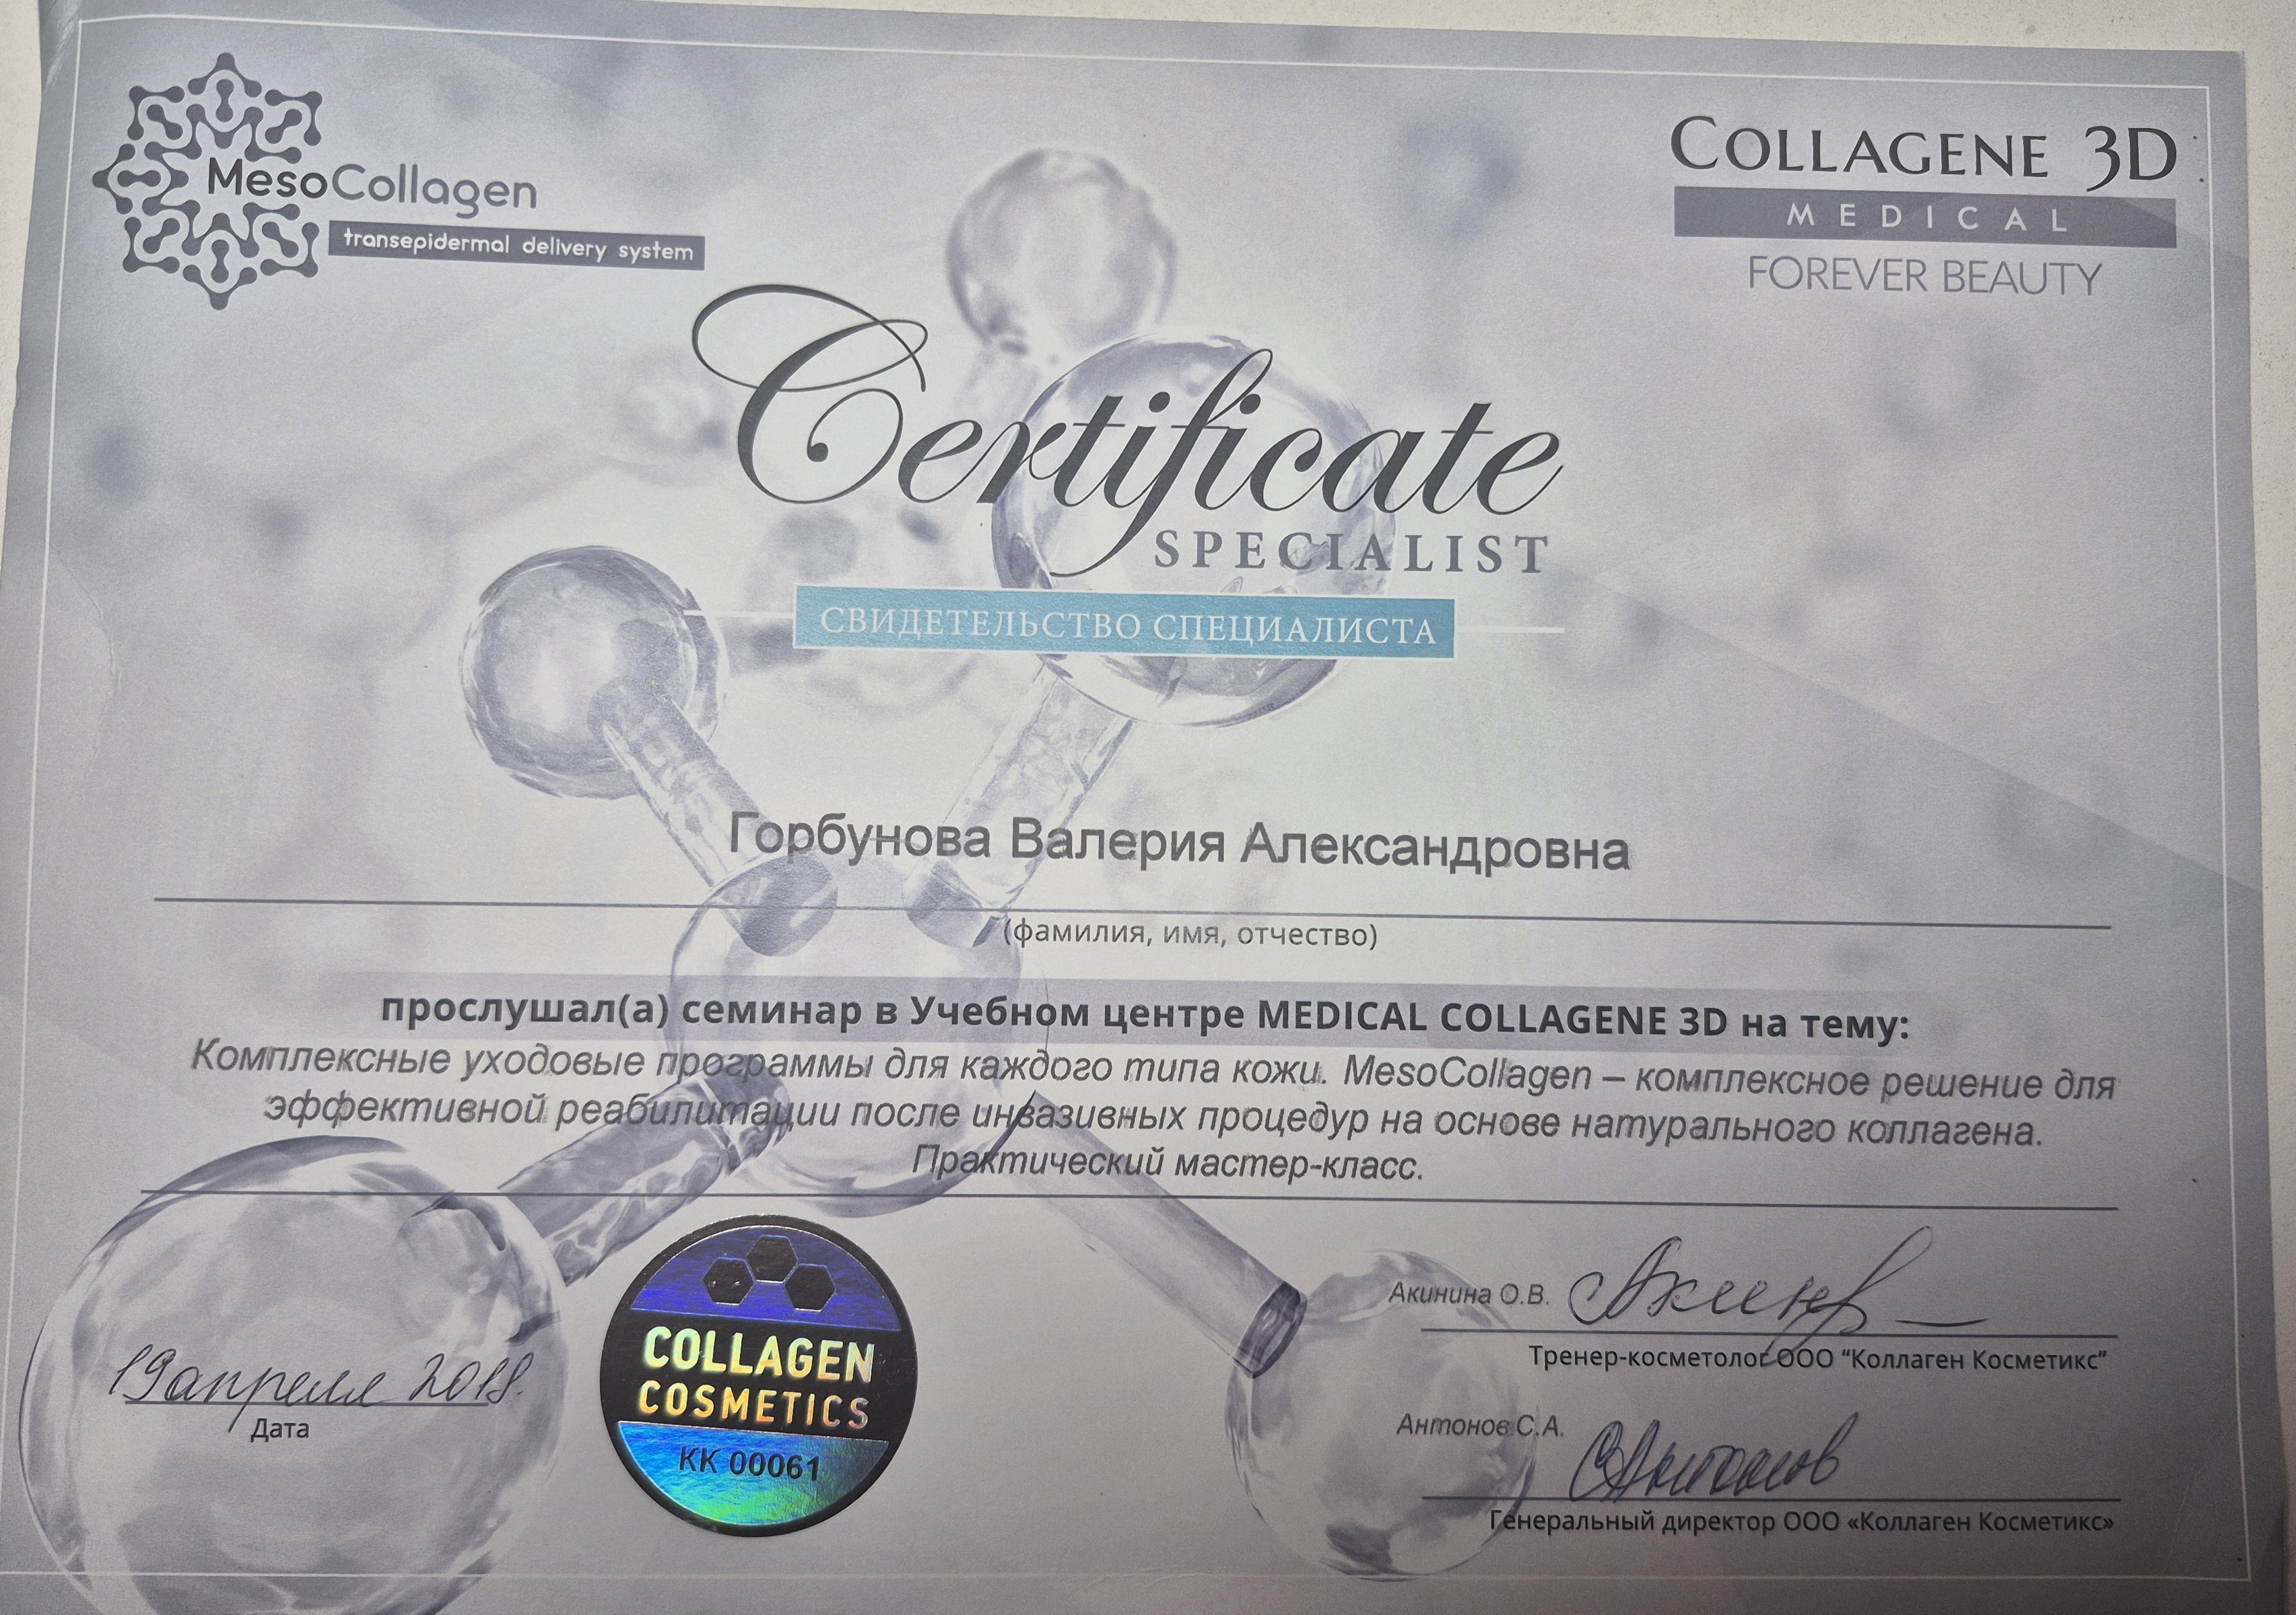 MesoCollagen
transepidermal delivery system
COLLAGENE 3D
MEDICAL
FOREVER BEAUTY
Certificate
SPECIALIST
СВИДЕТЕЛЬСТВО СПЕЦИАЛИСТА
Горбунова Валерия Александровна
(фамилия, имя, отчество)
прослушал(а) семинар в Учебном центре MEDICAL COLLAGENE 3D на тему:
Комплексные уходовые программы для каждого типа кожи. MesoCollagen – комплексное решение для
эффективной реабилитации после инвазивных процедур на основе натурального коллагена.
Практический мастер-класс.
19 апреля 2018.
Дата
COLLAGEN
COSMETICS
КК 00061
Акинина О.В.
Тренер-косметолог ООО "Коллаген Косметикс"
Антонов С.А.
САнтонов
Генеральный директор ООО «Коллаген Косметикс»